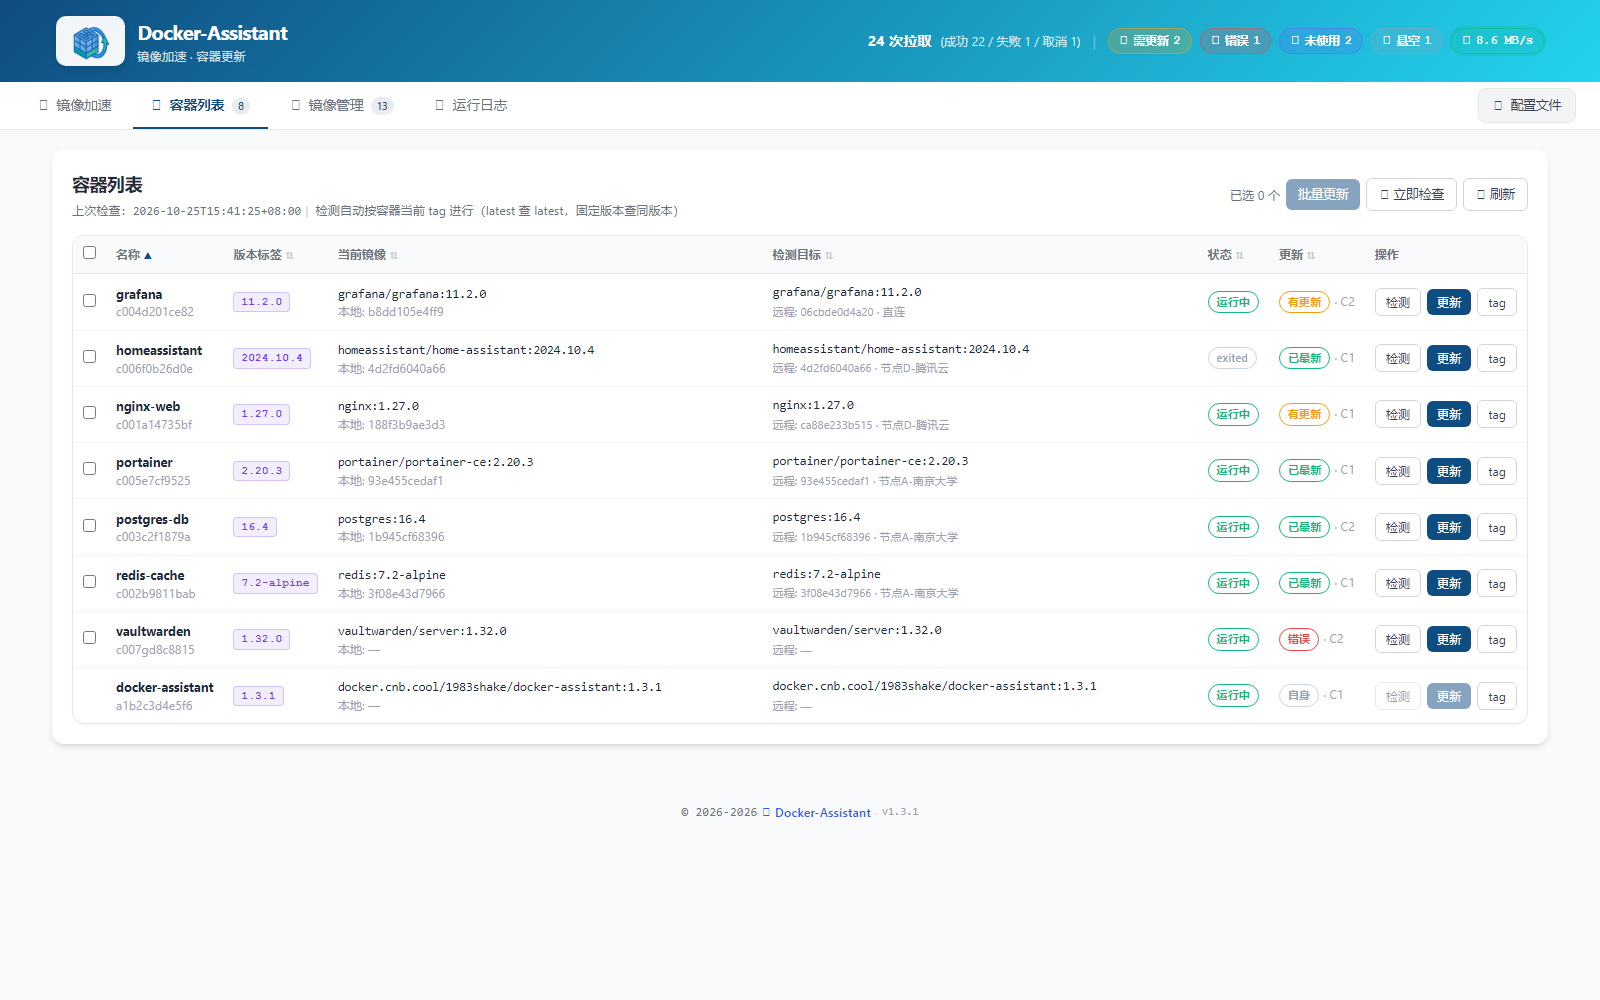 Docker-Assistant
镜像加速 · 容器更新
24 次拉取 (成功 22 / 失败 1 / 取消 1) | 需更新 2 错误 1 未使用 2 悬空 1 8.6 MB/s
镜像加速 容器列表 8 镜像管理 13 运行日志 配置文件
容器列表
上次检查: 2026-10-25T15:41:25+08:00 | 检测自动按容器当前 tag 进行（latest 查 latest，固定版本查同版本）
已选 0 个 批量更新 立即检查 刷新
名称 ▲ 版本标签 ⇅ 当前镜像 ⇅ 检测目标 ⇅ 状态 ⇅ 更新 ⇅ 操作
grafana 11.2.0 grafana/grafana:11.2.0 grafana/grafana:11.2.0 运行中 有更新 · C2 检测 更新 tag
c004d201ce82 本地: b8dd105e4ff9 远程: 06cbde0d4a20 · 直连
homeassistant 2024.10.4 homeassistant/home-assistant:2024.10.4 homeassistant/home-assistant:2024.10.4 exited 已最新 · C1 检测 更新 tag
c006f0b26d0e 本地: 4d2fd6040a66 远程: 4d2fd6040a66 · 节点D-腾讯云
nginx-web 1.27.0 nginx:1.27.0 nginx:1.27.0 运行中 有更新 · C1 检测 更新 tag
c001a14735bf 本地: 188f3b9ae3d3 远程: ca88e233b515 · 节点D-腾讯云
portainer 2.20.3 portainer/portainer-ce:2.20.3 portainer/portainer-ce:2.20.3 运行中 已最新 · C1 检测 更新 tag
c005e7cf9525 本地: 93e455cedaf1 远程: 93e455cedaf1 · 节点A-南京大学
postgres-db 16.4 postgres:16.4 postgres:16.4 运行中 已最新 · C2 检测 更新 tag
c003c2f1879a 本地: 1b945cf68396 远程: 1b945cf68396 · 节点A-南京大学
redis-cache 7.2-alpine redis:7.2-alpine redis:7.2-alpine 运行中 已最新 · C1 检测 更新 tag
c002b9811bab 本地: 3f08e43d7966 远程: 3f08e43d7966 · 节点A-南京大学
vaultwarden 1.32.0 vaultwarden/server:1.32.0 vaultwarden/server:1.32.0 运行中 错误 · C2 检测 更新 tag
c007gd8c8815 本地: — 远程: —
docker-assistant 1.3.1 docker.cnb.cool/1983shake/docker-assistant:1.3.1 docker.cnb.cool/1983shake/docker-assistant:1.3.1 运行中 自身 · C1 检测 更新 tag
a1b2c3d4e5f6 本地: — 远程: —
© 2026-2026 Docker-Assistant · v1.3.1